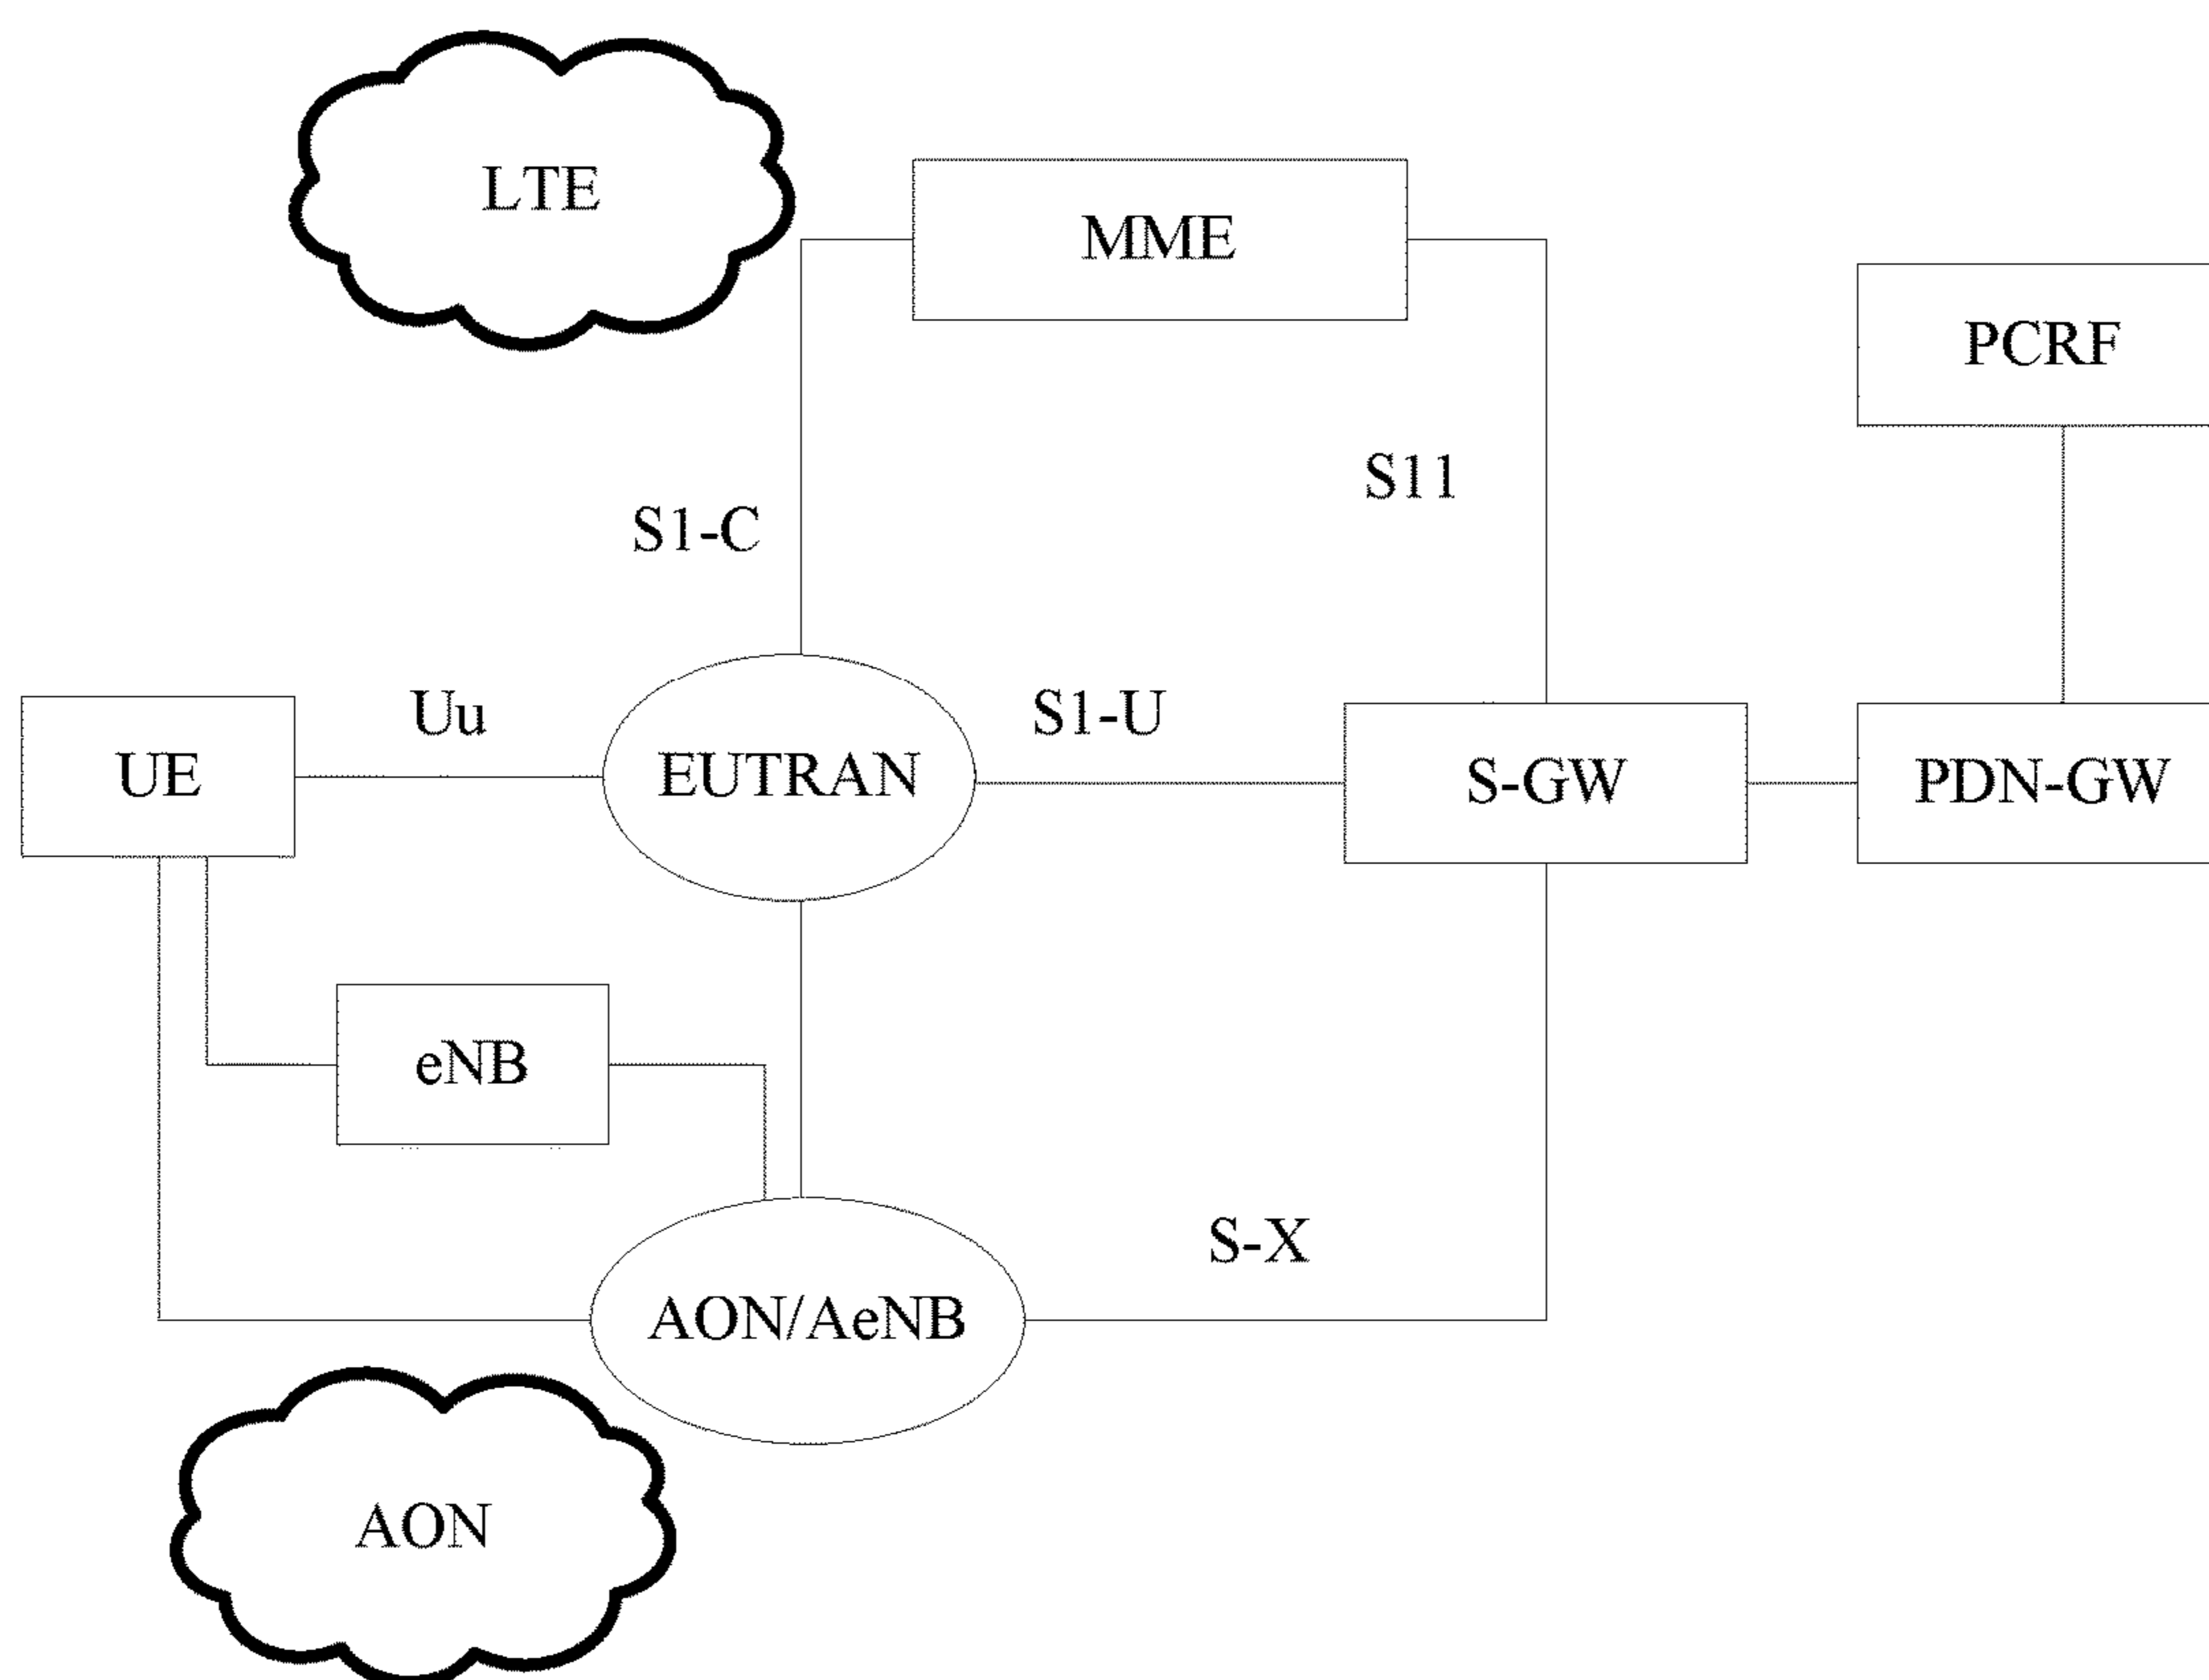 LTE
MME
PCRF
S11
S1-C
Uu
S1-U
UE
EUTRAN
S-GW
PDN-GW
eNB
S-X
AON/AeNB
AON